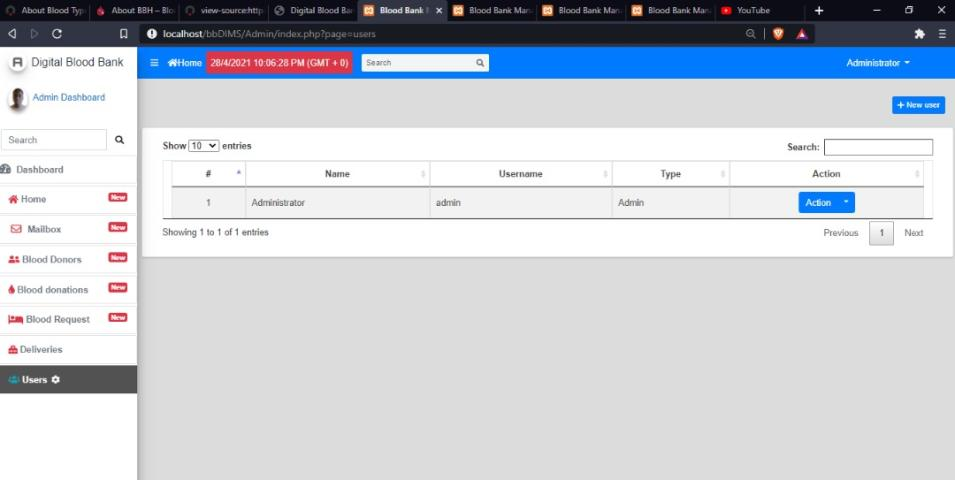 About Blood Typ
About BBH – Blo
view-source:http
Digital Blood Ba
Blood Bank
Blood Bank Man
Blood Bank Man
Blood Bank Man
YouTube
localhost/bbDIMS/Admin/index.php?page=users
Digital Blood Bank
Home
28/4/2021 10:06:28 PM (GMT + 0)
Search
Administrator
Admin Dashboard
+ New user
Search
Show 10 entries
Search:
Dashboard
# Name Username Type Action
Home New
1 Administrator admin Admin Action
Mailbox New
Showing 1 to 1 of 1 entries
Previous 1 Next
Blood Donors New
Blood donations New
Blood Request New
Deliveries
Users